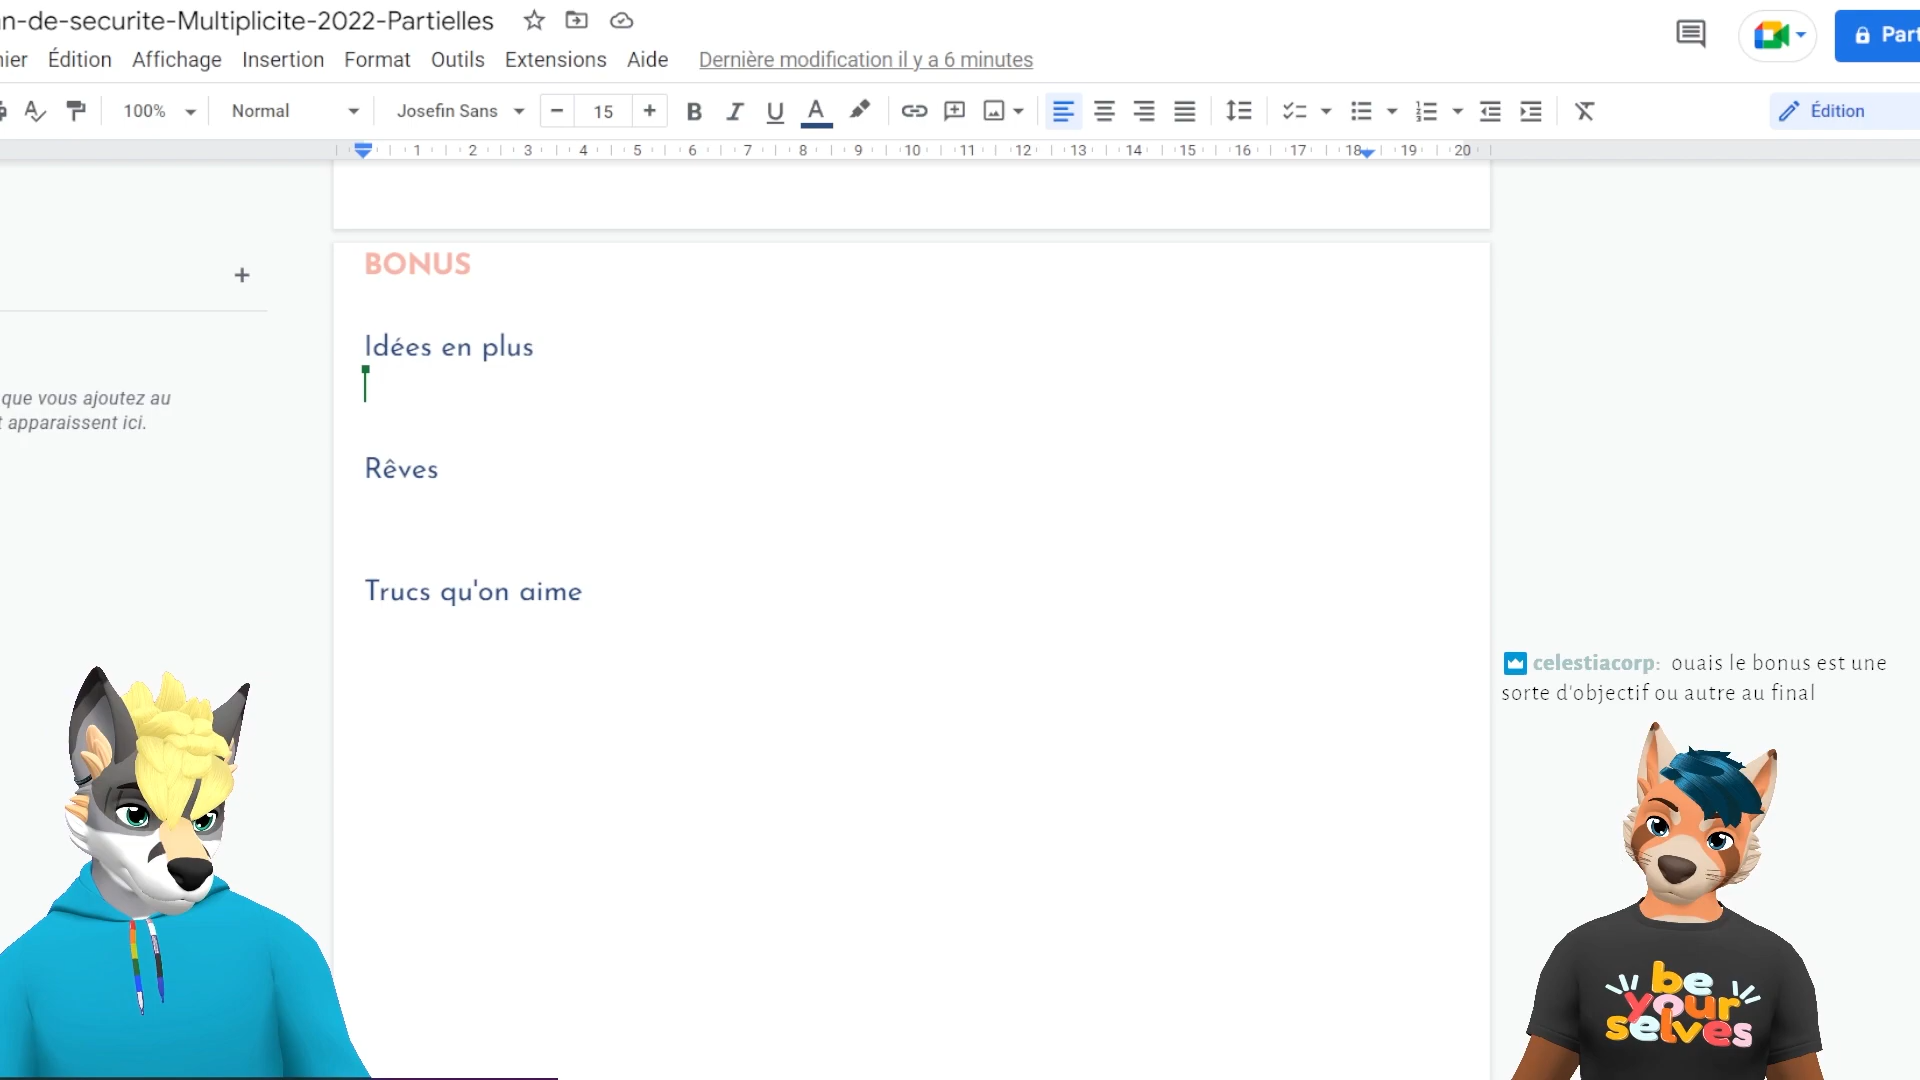 n-de-securite-Multiplicite-2022-Partielles
ier Édition Affichage Insertion Format Outils Extensions Aide Dernière modification il y a 6 minutes
Part
100% Normal Josefin Sans 15 B I U A Édition
1 2 3 4 5 6 7 8 9 10 11 12 13 14 15 16 17 18 19 20
BONUS
Idées en plus
que vous ajoutez au
t apparaissent ici.
Rêves
Trucs qu'on aime
celestiacorp: ouais le bonus est une
sorte d'objectif ou autre au final
be
your
selves